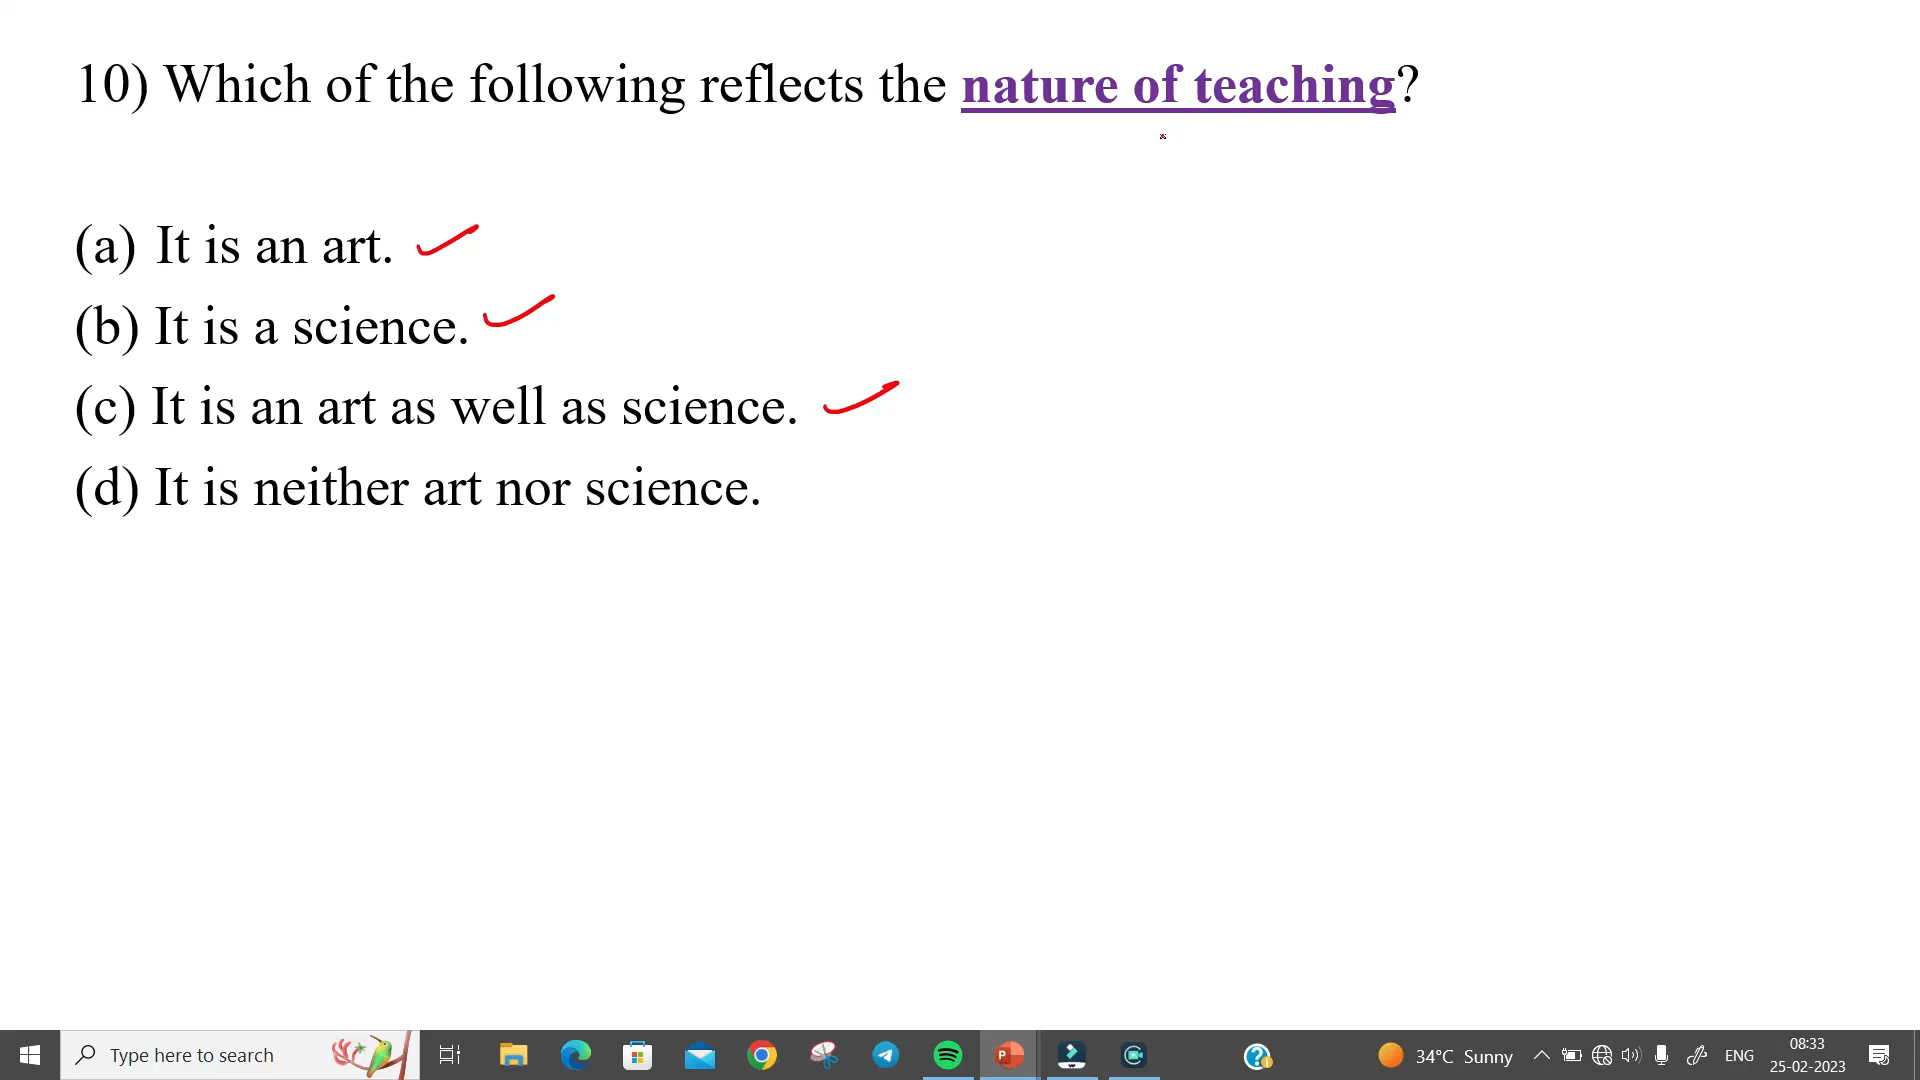 10) Which of the following reflects the nature of teaching?
(a) It is an art.
(b) It is a science.
(c) It is an art as well as science.
(d) It is neither art nor science.
Type here to search
34°C Sunny
ENG
08:33
25-02-2023